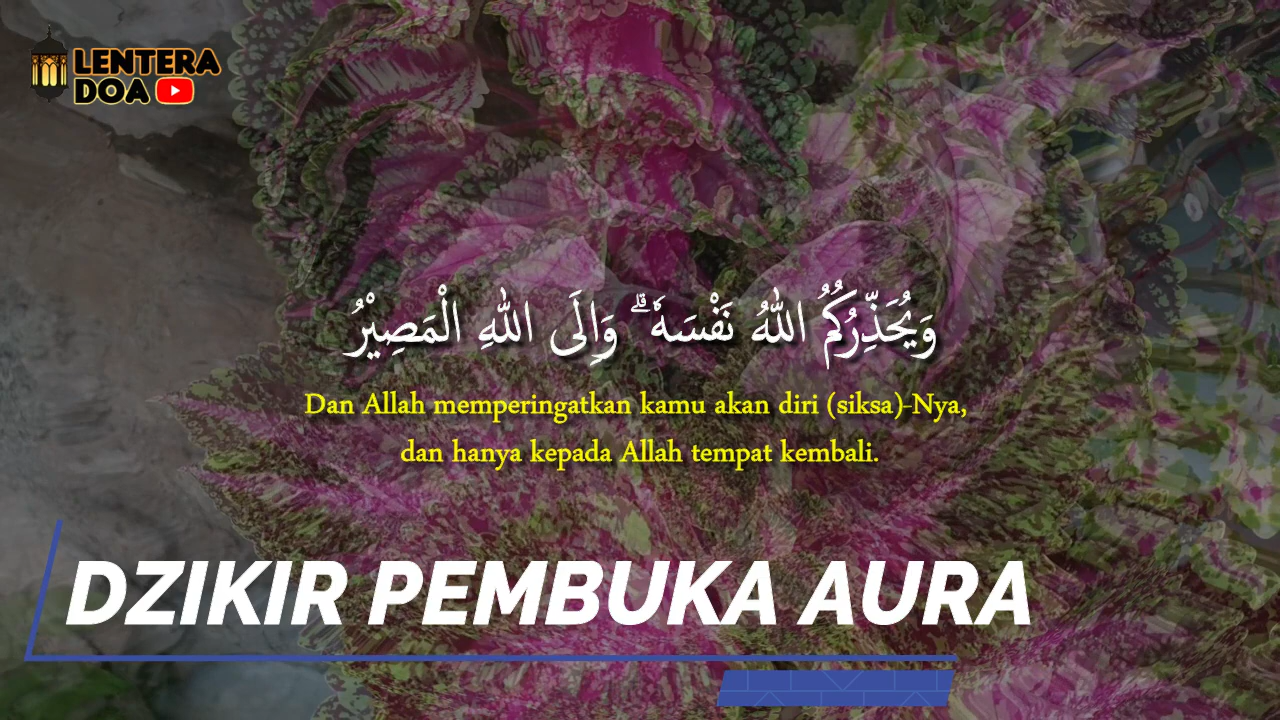 LENTERA
DOA
وَيُحَذِّرُكُمُ اللّٰهُ نَفْسَهٗ ۗ وَاِلَى اللّٰهِ الْمَصِيْرُ
Dan Allah memperingatkan kamu akan diri (siksa)-Nya,
dan hanya kepada Allah tempat kembali.
DZIKIR PEMBUKA AURA